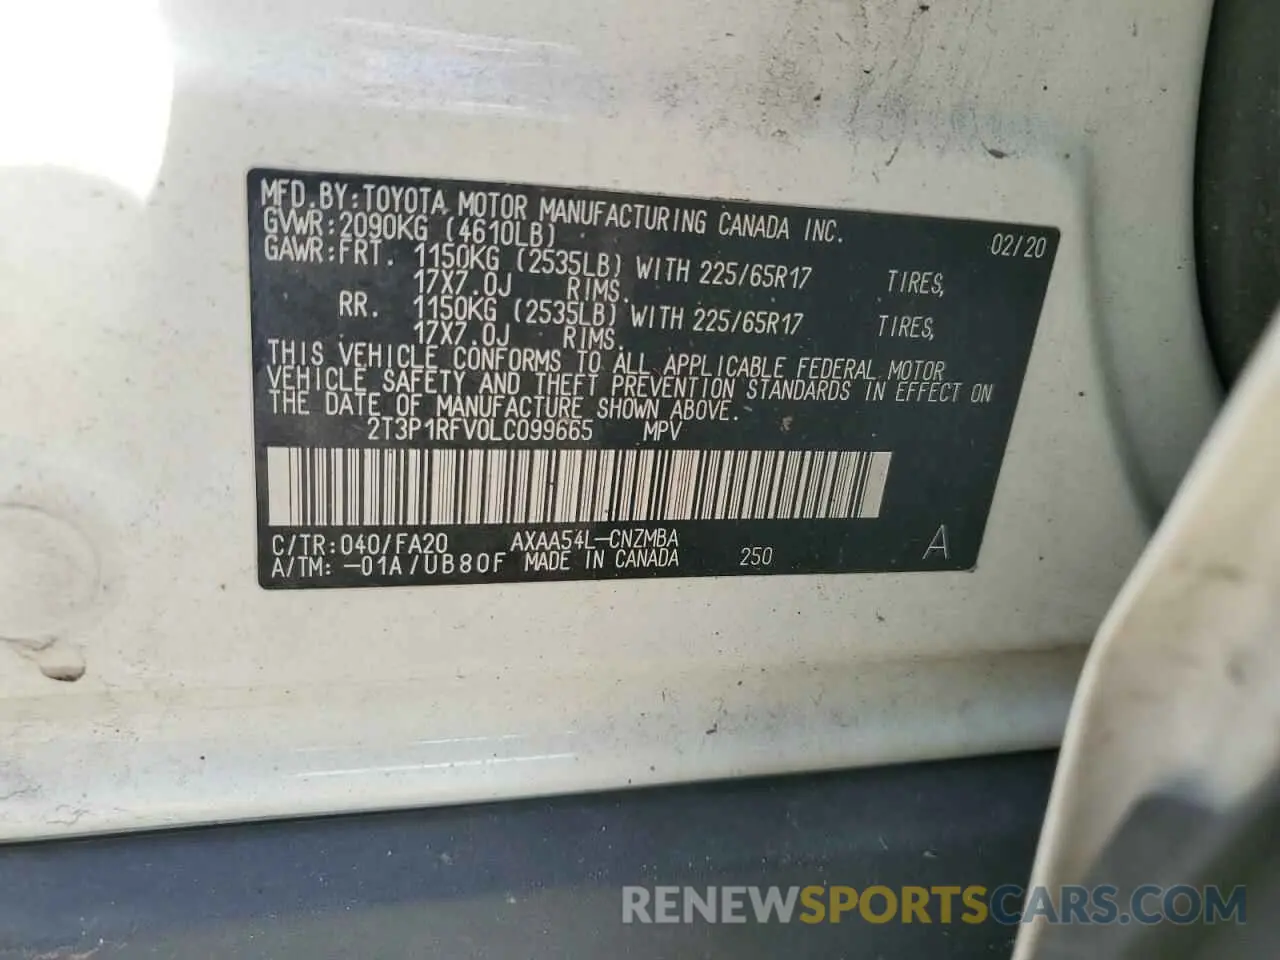 MFD.BY:TOYOTA MOTOR MANUFACTURING CANADA INC.
GVWR:2090KG (4610LB) 02/20
GAWR:FRT. 1150KG (2535LB) WITH 225/65R17 TIRES,
17X7.0J RIMS.
RR. 1150KG (2535LB) WITH 225/65R17 TIRES,
17X7.0J RIMS.
THIS VEHICLE CONFORMS TO ALL APPLICABLE FEDERAL MOTOR
VEHICLE SAFETY AND THEFT PREVENTION STANDARDS IN EFFECT ON
THE DATE OF MANUFACTURE SHOWN ABOVE.
2T3P1RFV0LC099665 MPV
C/TR:040/FA20 AXAA54L-CNZMBA
A/TM: -01A/UB80F MADE IN CANADA 250 A
RENEWSPORTSCARS.COM